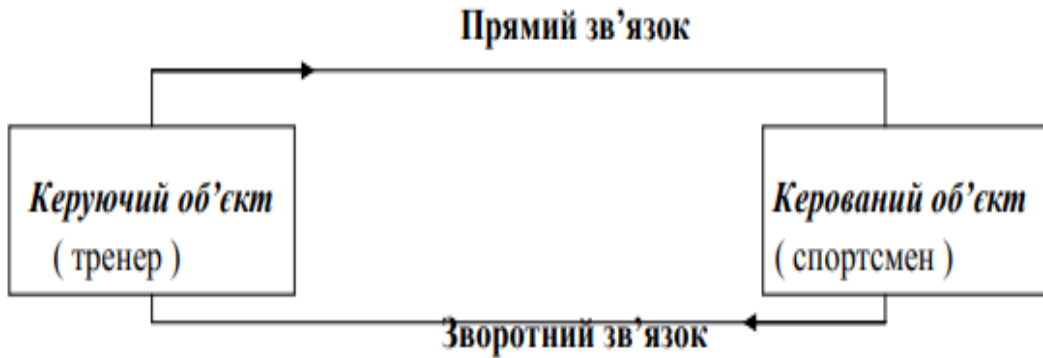 Прямий зв’язок
Керуючий об’єкт
( тренер )
Керований об’єкт
( спортсмен )
Зворотний зв’язок